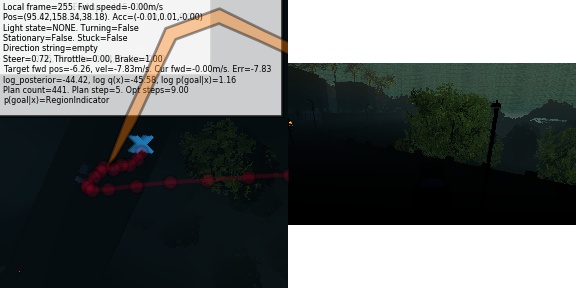 Local frame=255. Fwd speed=-0.00m/s
Pos=(95.42,158.34,38.18). Acc=(-0.01,0.01,-0.00)
Light state=NONE. Turning=False
Stationary=False. Stuck=False
Direction string=empty
Steer=0.72, Throttle=0.00, Brake=1.00
Target fwd pos=-6.26, vel=-7.83m/s. Cur fwd=-0.00m/s. Err=-7.83
log_posterior=-44.42, log q(x)=-45.58, log p(goal|x)=1.16
Plan count=441. Plan step=5. Opt steps=9.00
p(goal|x)=RegionIndicator